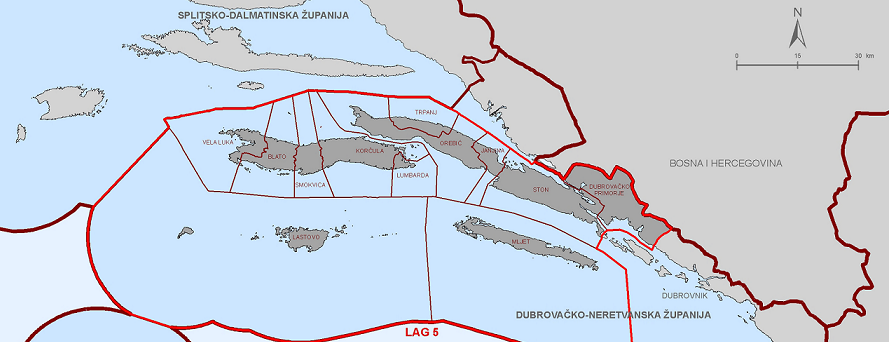 SPLITSKO-DALMATINSKA ŽUPANIJA
N
0 15 30 km
TRPANJ
VELA LUKA
BLATO
KORČULA
OREBIĆ
JANJINA
BOSNA I HERCEGOVINA
SMOKVICA
LUMBARDA
STON
DUBROVAČKO
PRIMORJE
LASTOVO
MLJET
DUBROVNIK
DUBROVAČKO-NERETVANSKA ŽUPANIJA
LAG 5